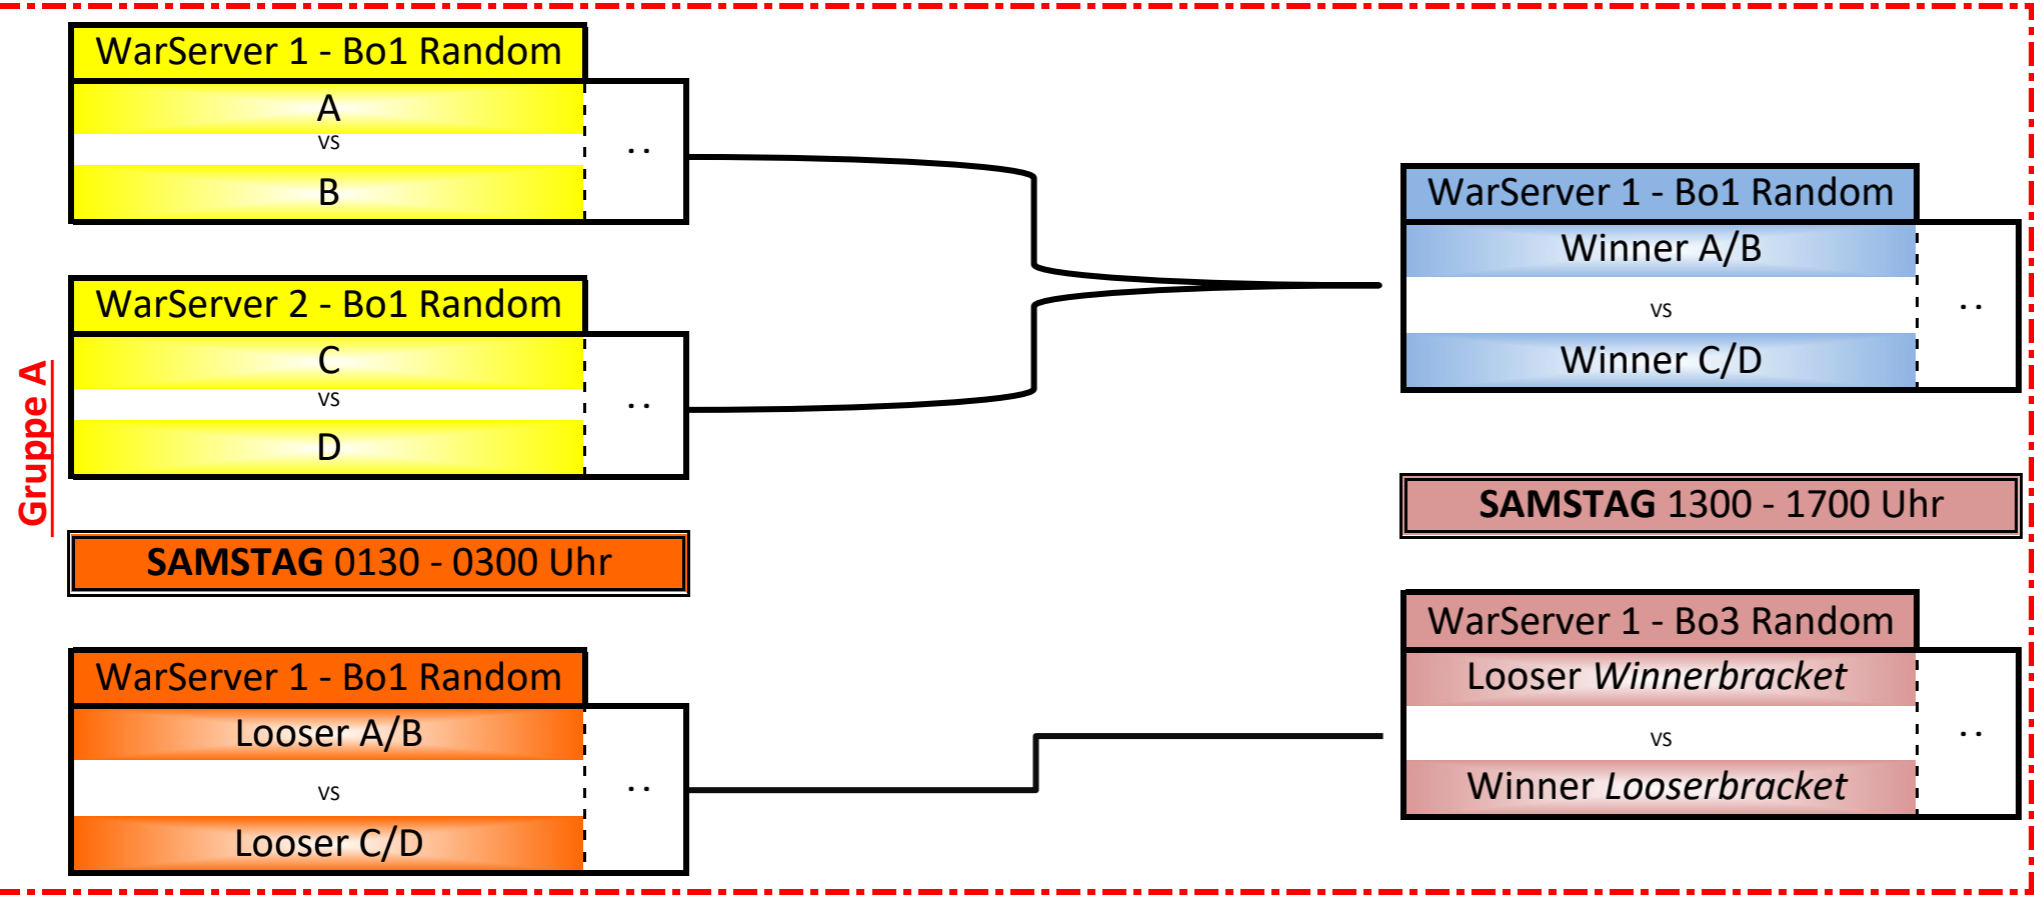 Gruppe A
WarServer 1 - Bo1 Random
A
vs
B
..
WarServer 2 - Bo1 Random
C
vs
D
..
SAMSTAG 0130 - 0300 Uhr
WarServer 1 - Bo1 Random
Looser A/B
vs
Looser C/D
..
WarServer 1 - Bo1 Random
Winner A/B
vs
Winner C/D
..
SAMSTAG 1300 - 1700 Uhr
WarServer 1 - Bo3 Random
Looser Winnerbracket
vs
Winner Looserbracket
..